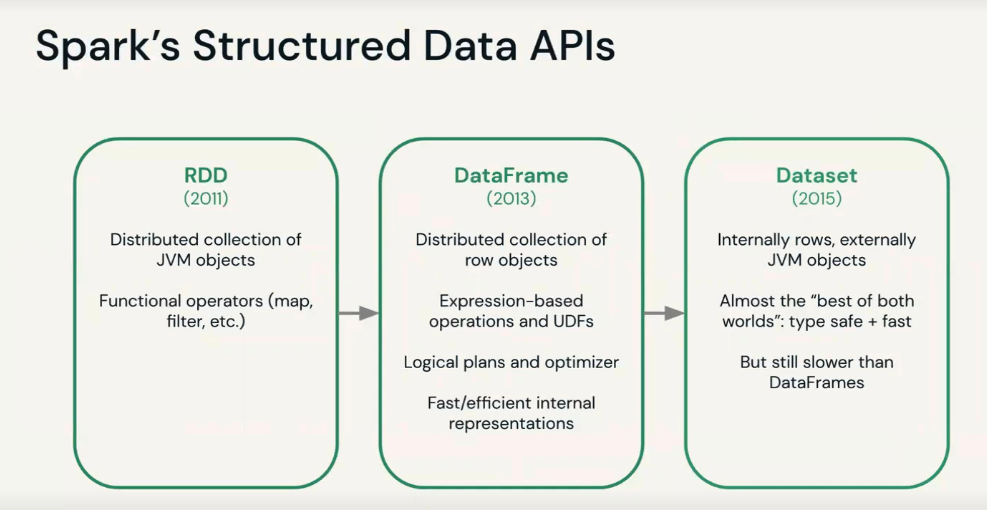 Spark’s Structured Data APIs
RDD
(2011)
Distributed collection of
JVM objects
Functional operators (map,
filter, etc.)
DataFrame
(2013)
Distributed collection of
row objects
Expression-based
operations and UDFs
Logical plans and optimizer
Fast/efficient internal
representations
Dataset
(2015)
Internally rows, externally
JVM objects
Almost the “best of both
worlds”: type safe + fast
But still slower than
DataFrames